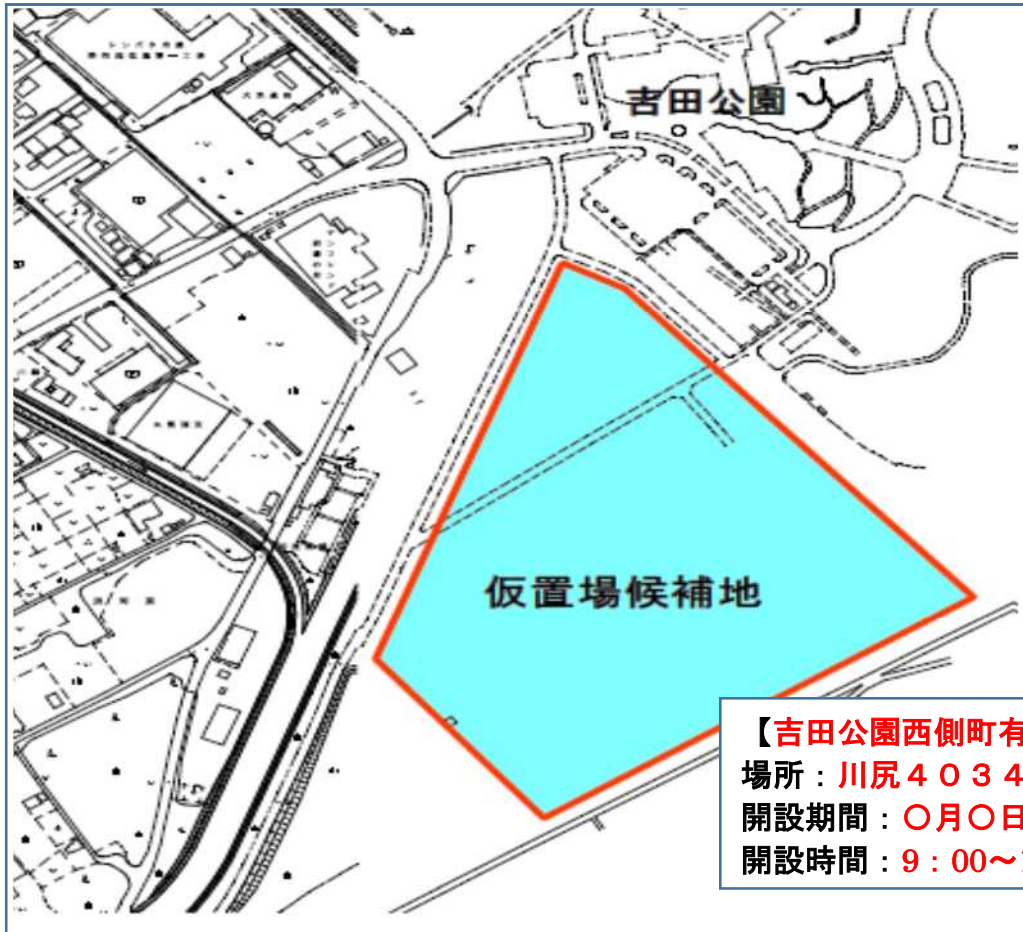 吉田公園
仮置場候補地
【吉田公園西側町有
場所：川尻４０３４
開設期間：〇月〇日
開設時間：9：00～